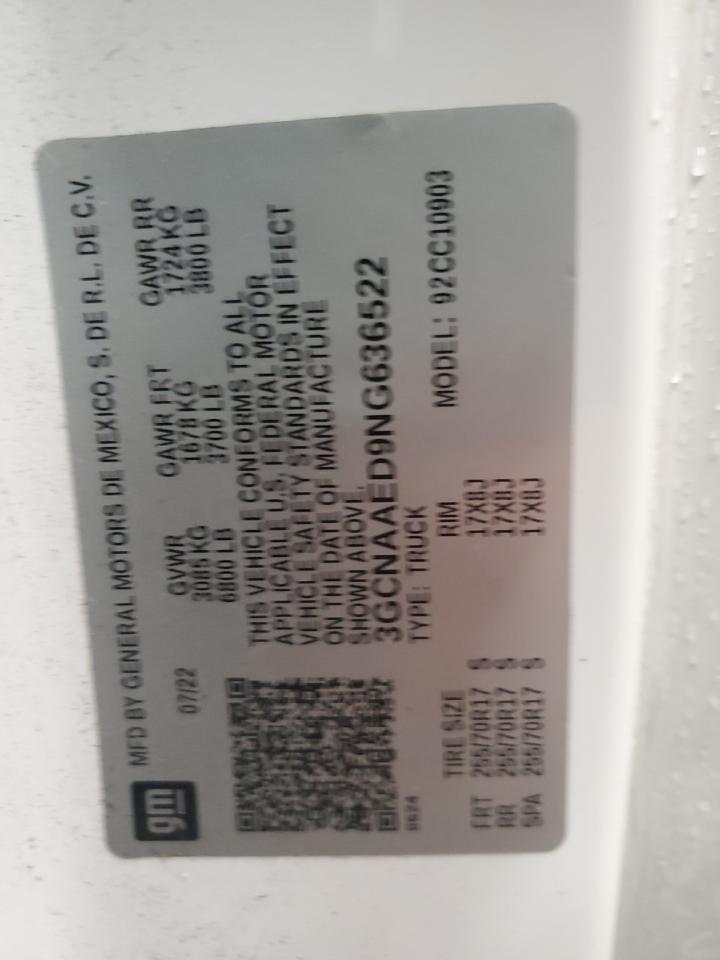 gm
MFD BY GENERAL MOTORS DE MEXICO, S. DE R.L. DE C.V.
07/22 GVWR GAWR FRT GAWR RR
3085 KG 1678 KG 1724 KG
6800 LB 3700 LB 3800 LB
THIS VEHICLE CONFORMS TO ALL
APPLICABLE U.S. FEDERAL MOTOR
VEHICLE SAFETY STANDARDS IN EFFECT
ON THE DATE OF MANUFACTURE
SHOWN ABOVE.
3GCNAAED9NG636522
TYPE: TRUCK MODEL: 92CC10903
6624
TIRE SIZE RIM
FRT 255/70R17 S 17X8J
RR 255/70R17 S 17X8J
SPA 255/70R17 S 17X8J